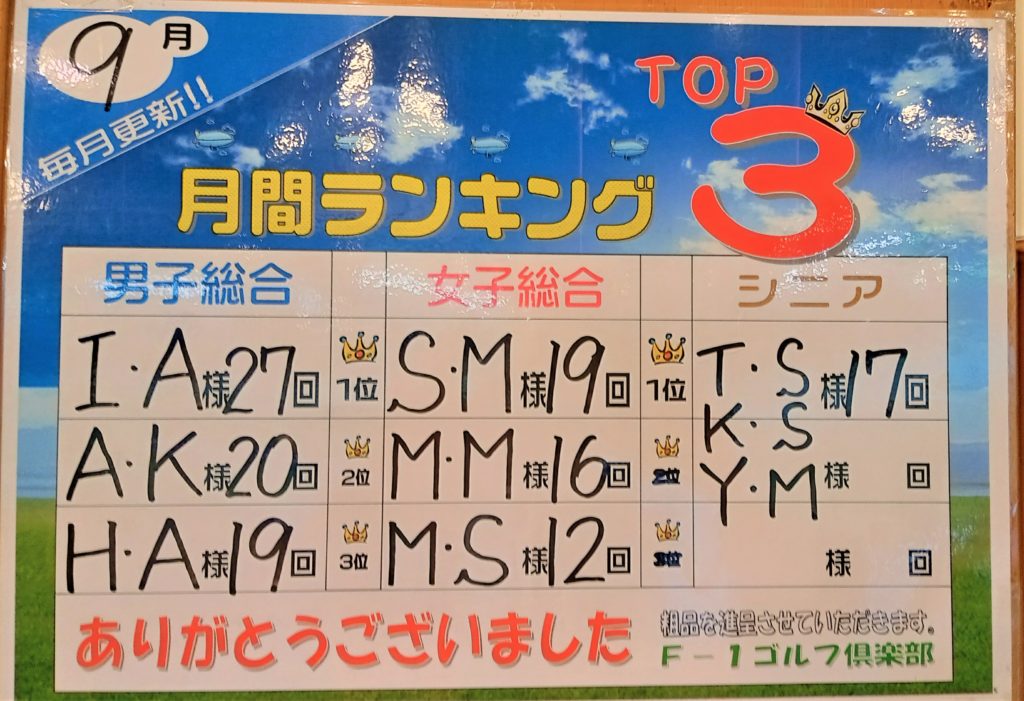 9月
毎月更新!!
TOP
3
月間ランキング
男子総合 女子総合 シニア
I・A様27回 1位 S・M様19回 1位 T・S様17回
K・S
A・K様20回 2位 M・M様16回 2位 Y・M様 回
H・A様19回 3位 M・S様12回 3位 様 回
ありがとうございました
粗品を進呈させていただきます。
F-1ゴルフ倶楽部